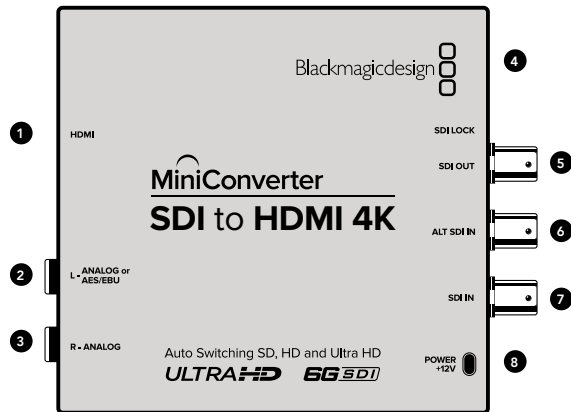 Blackmagicdesign
4
1
HDMI
SDI LOCK
SDI OUT
5
MiniConverter
SDI to HDMI 4K
ALT SDI IN
6
2
L - ANALOG or
AES/EBU
SDI IN
7
3
R - ANALOG
Auto Switching SD, HD and Ultra HD
ULTRAHD 6G SDI
POWER
+12V
8